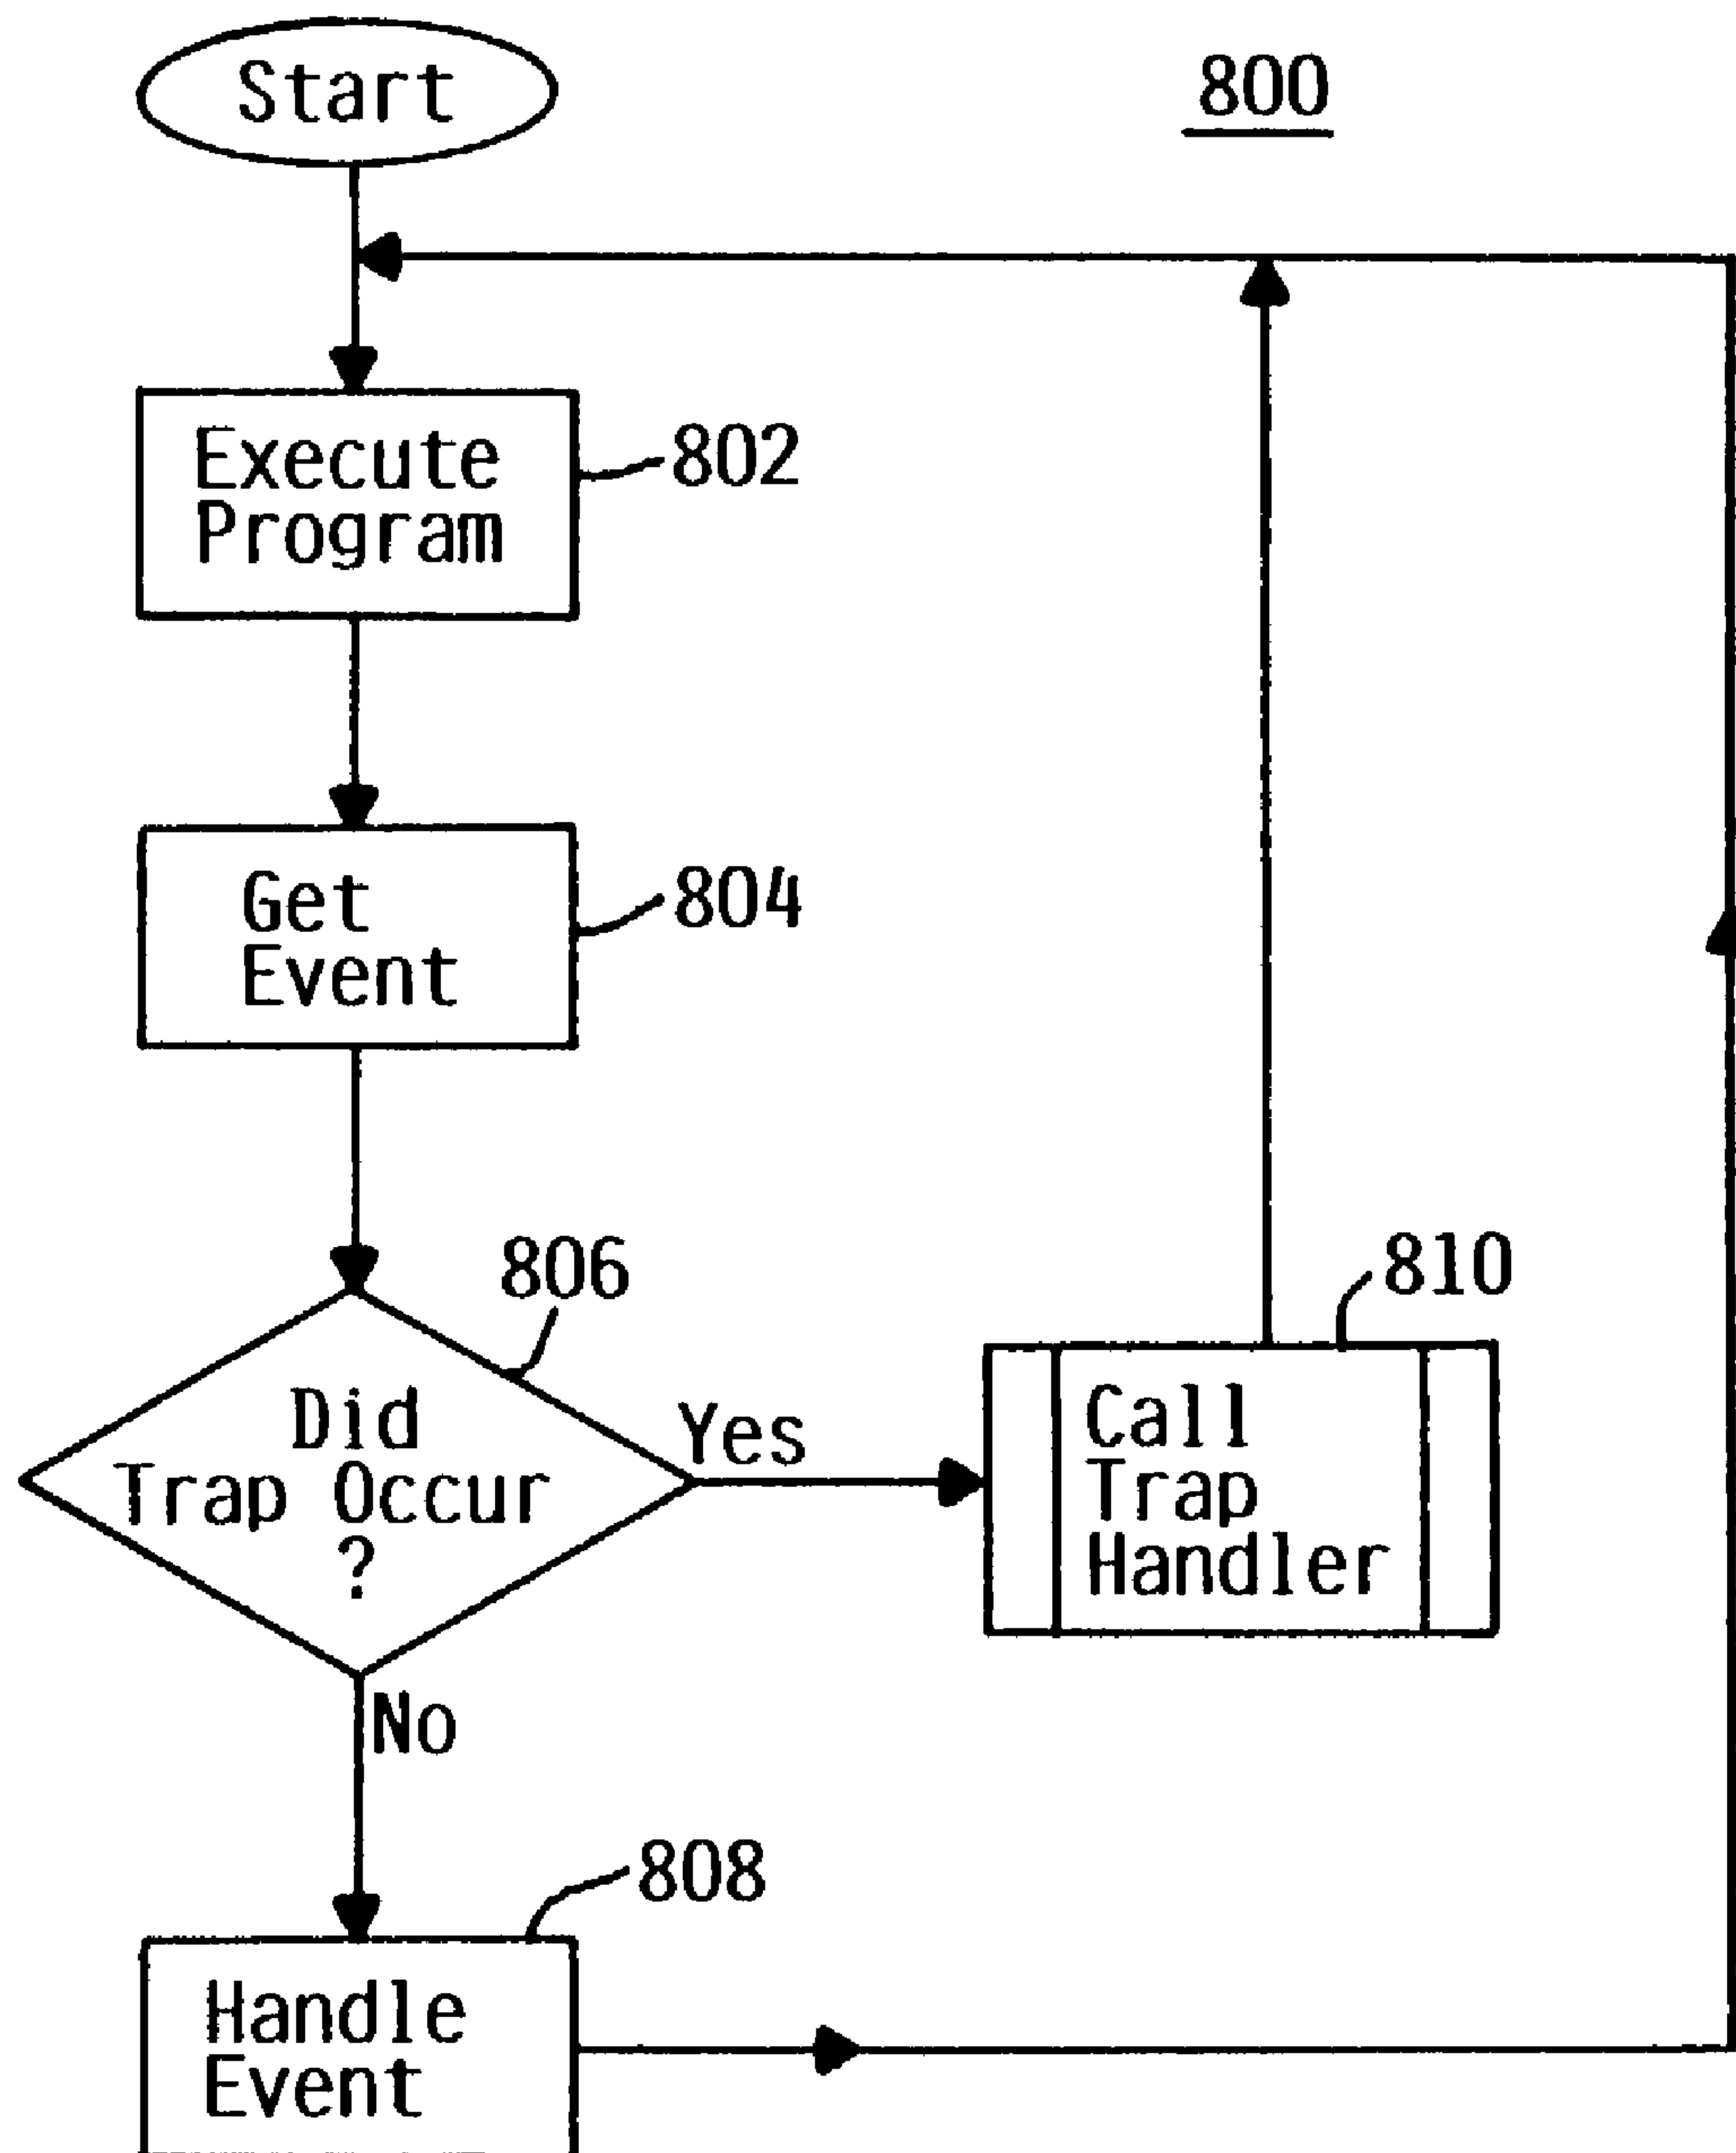 Start
800
Execute
Program
802
Get
Event
804
806
Did
Trap Occur
?
Yes
810
Call
Trap
Handler
No
808
Handle
Event